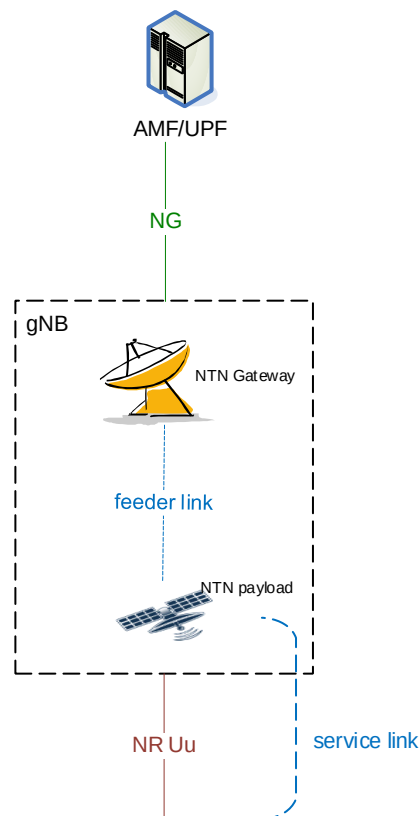 AMF/UPF
NG
gNB
NTN Gateway
feeder link
NTN payload
NR Uu
service link